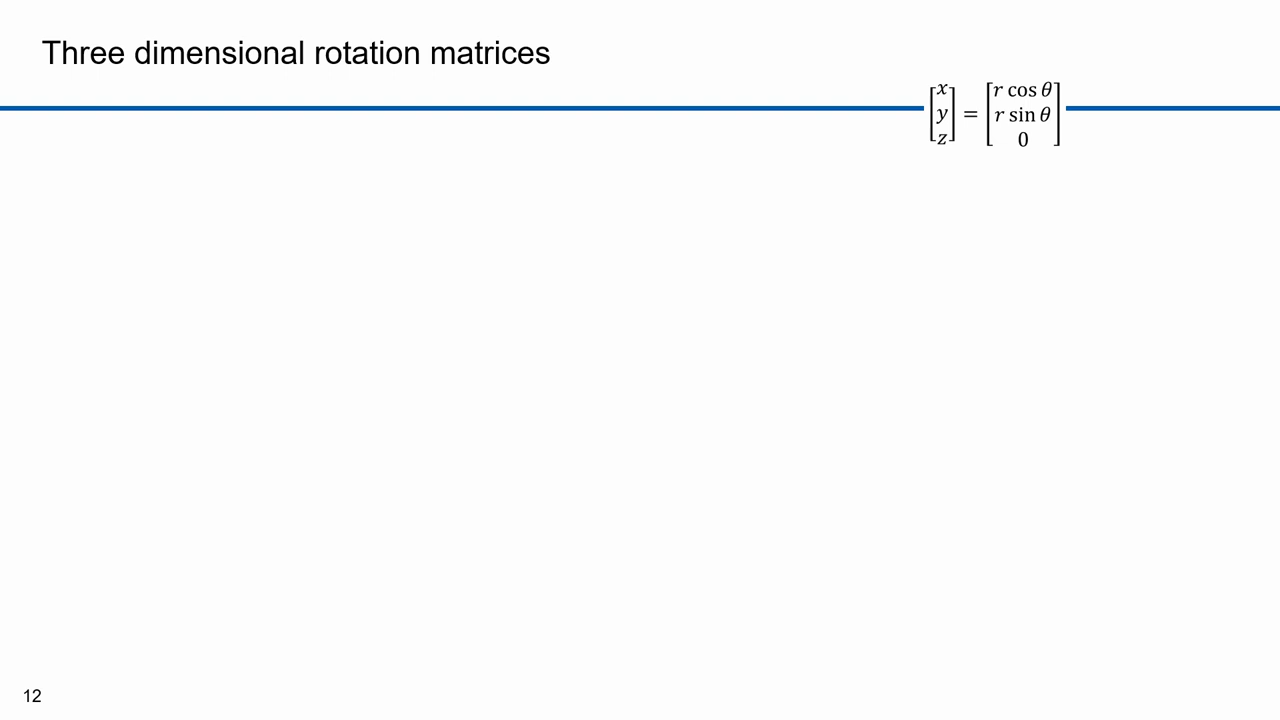 Three dimensional rotation matrices
[x y z] = [r cos θ r sin θ 0]
12